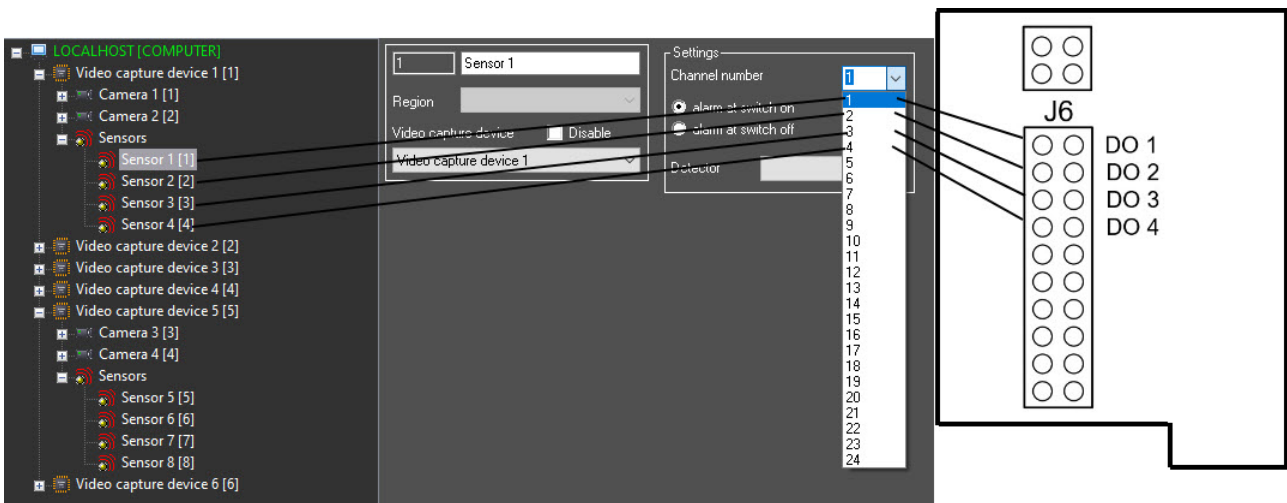 LOCALHOST [COMPUTER]
Video capture device 1 [1]
Camera 1 [1]
Camera 2 [2]
Sensors
Sensor 1 [1]
Sensor 2 [2]
Sensor 3 [3]
Sensor 4 [4]
Video capture device 2 [2]
Video capture device 3 [3]
Video capture device 4 [4]
Video capture device 5 [5]
Camera 3 [3]
Camera 4 [4]
Sensors
Sensor 5 [5]
Sensor 6 [6]
Sensor 7 [7]
Sensor 8 [8]
Video capture device 6 [6]
1 Sensor 1
Region
Video capture device Disable
Video capture device 1
Settings
Channel number 1
alarm at switch on
alarm at switch off
Detector
1
2
3
4
5
6
7
8
9
10
11
12
13
14
15
16
17
18
19
20
21
22
23
24
J6
DO 1
DO 2
DO 3
DO 4